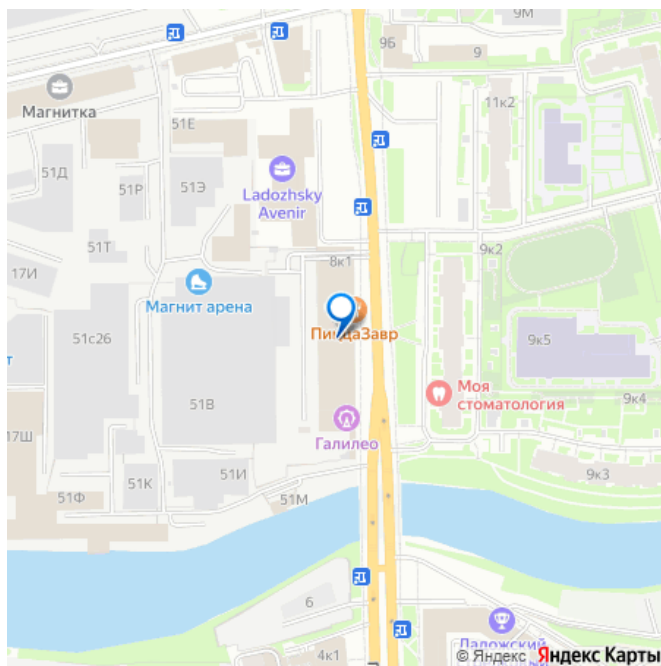 9М
9Б
9
Магнитка
11к2
51Е
51Д
51Р
51Э
Ladozhsky
Avenir
51Т
17И
8к1
9к2
Магнит арена
ПиццаЗавр
51с26
т
9к5
Моя
стоматология
51В
9к4
Галилео
17Ш
51И
51К
9к3
51Ф
51М
6
4к1
Ладожский
© Яндекс Яндекс Карты